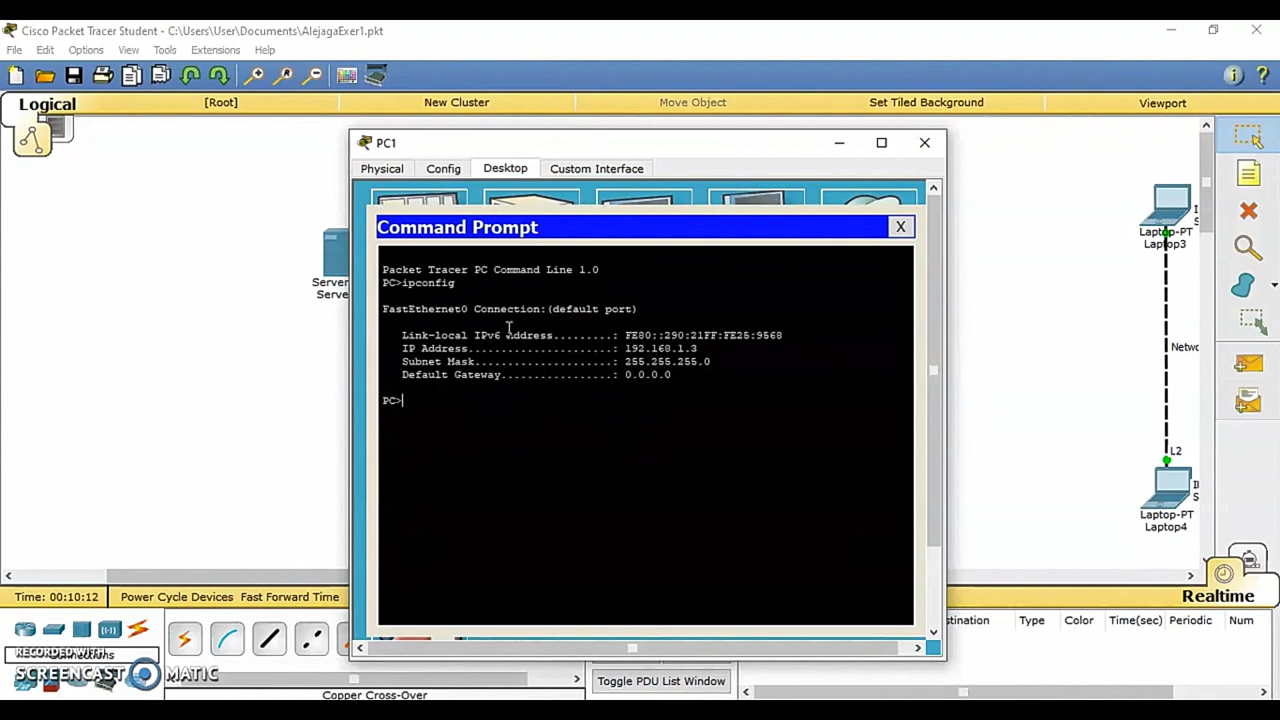 Cisco Packet Tracer Student - C:\Users\User\Documents\AlejagaExer1.pkt
File Edit Options View Tools Extensions Help
Logical [Root] New Cluster Move Object Set Tiled Background Viewport
PC1
Physical Config Desktop Custom Interface
Command Prompt X
Packet Tracer PC Command Line 1.0
PC>ipconfig
FastEthernet0 Connection:(default port)
Link-local IPv6 Address.........: FE80::290:21FF:FE25:9568
IP Address......................: 192.168.1.3
Subnet Mask.....................: 255.255.255.0
Default Gateway.................: 0.0.0.0
PC>
Server
Serve
Laptop-PT
Laptop3
Netwo
L2
Laptop-PT
Laptop4
Time: 00:10:12 Power Cycle Devices Fast Forward Time Realtime
stination Type Color Time(sec) Periodic Num
Connections
RECORDED WITH
SCREENCAST MATIC
Toggle PDU List Window
Copper Cross-Over